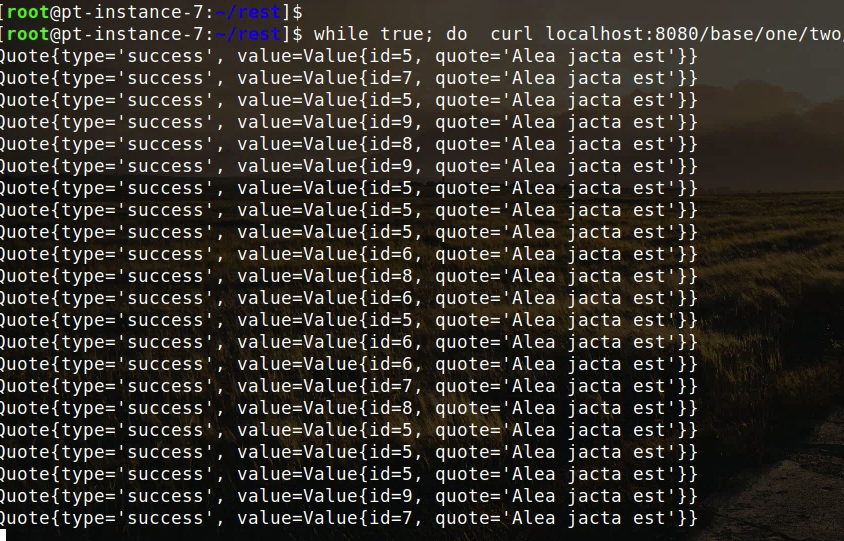 [root@pt-instance-7:~/rest]$
[root@pt-instance-7:~/rest]$ while true; do  curl localhost:8080/base/one/two/
Quote{type='success', value=Value{id=5, quote='Alea jacta est'}}
Quote{type='success', value=Value{id=7, quote='Alea jacta est'}}
Quote{type='success', value=Value{id=5, quote='Alea jacta est'}}
Quote{type='success', value=Value{id=9, quote='Alea jacta est'}}
Quote{type='success', value=Value{id=8, quote='Alea jacta est'}}
Quote{type='success', value=Value{id=9, quote='Alea jacta est'}}
Quote{type='success', value=Value{id=5, quote='Alea jacta est'}}
Quote{type='success', value=Value{id=5, quote='Alea jacta est'}}
Quote{type='success', value=Value{id=5, quote='Alea jacta est'}}
Quote{type='success', value=Value{id=6, quote='Alea jacta est'}}
Quote{type='success', value=Value{id=8, quote='Alea jacta est'}}
Quote{type='success', value=Value{id=6, quote='Alea jacta est'}}
Quote{type='success', value=Value{id=5, quote='Alea jacta est'}}
Quote{type='success', value=Value{id=6, quote='Alea jacta est'}}
Quote{type='success', value=Value{id=6, quote='Alea jacta est'}}
Quote{type='success', value=Value{id=7, quote='Alea jacta est'}}
Quote{type='success', value=Value{id=8, quote='Alea jacta est'}}
Quote{type='success', value=Value{id=5, quote='Alea jacta est'}}
Quote{type='success', value=Value{id=5, quote='Alea jacta est'}}
Quote{type='success', value=Value{id=5, quote='Alea jacta est'}}
Quote{type='success', value=Value{id=9, quote='Alea jacta est'}}
Quote{type='success', value=Value{id=7, quote='Alea jacta est'}}